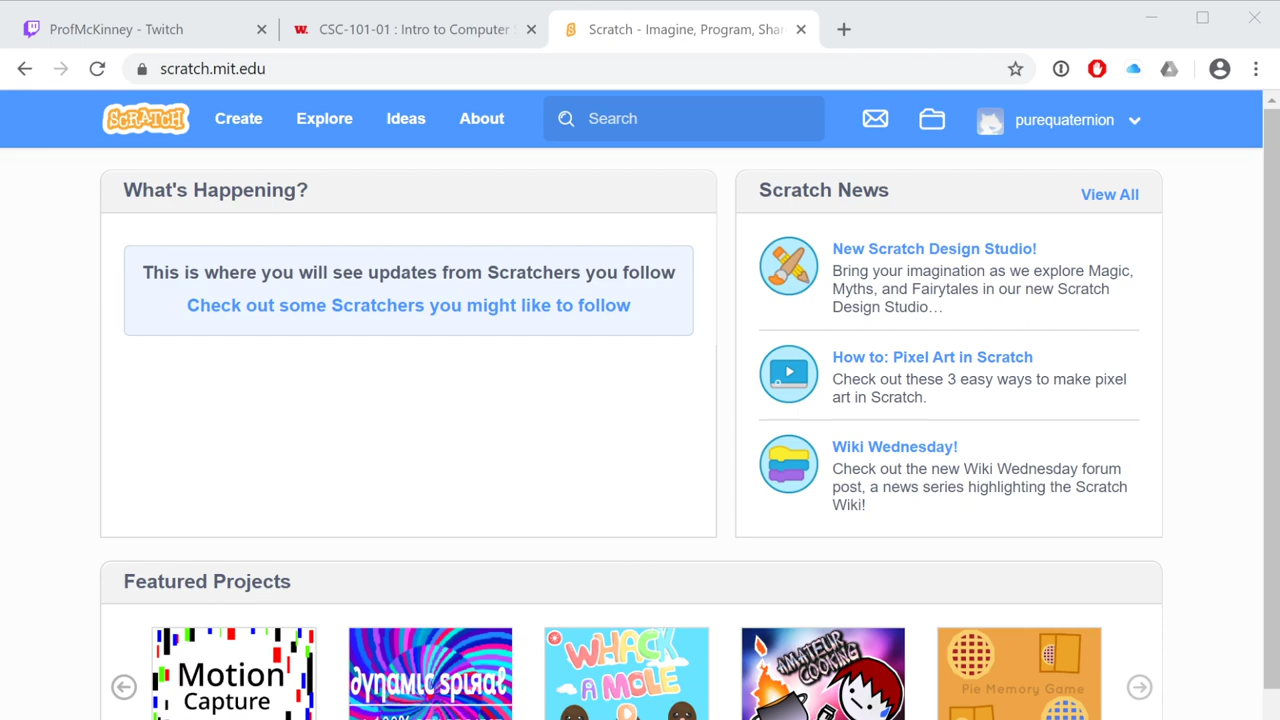 ProfMcKinney - Twitch
CSC-101-01 : Intro to Computer
Scratch - Imagine, Program, Shar
scratch.mit.edu
SCRATCH
Create
Explore
Ideas
About
Search
purequaternion
What's Happening?
This is where you will see updates from Scratchers you follow
Check out some Scratchers you might like to follow
Scratch News
View All
New Scratch Design Studio!
Bring your imagination as we explore Magic,
Myths, and Fairytales in our new Scratch
Design Studio…
How to: Pixel Art in Scratch
Check out these 3 easy ways to make pixel
art in Scratch.
Wiki Wednesday!
Check out the new Wiki Wednesday forum
post, a news series highlighting the Scratch
Wiki!
Featured Projects
Motion
Capture
dynamic spiral
WHACK
A MOLE
AMATEUR
COOKING
Pie Memory Game